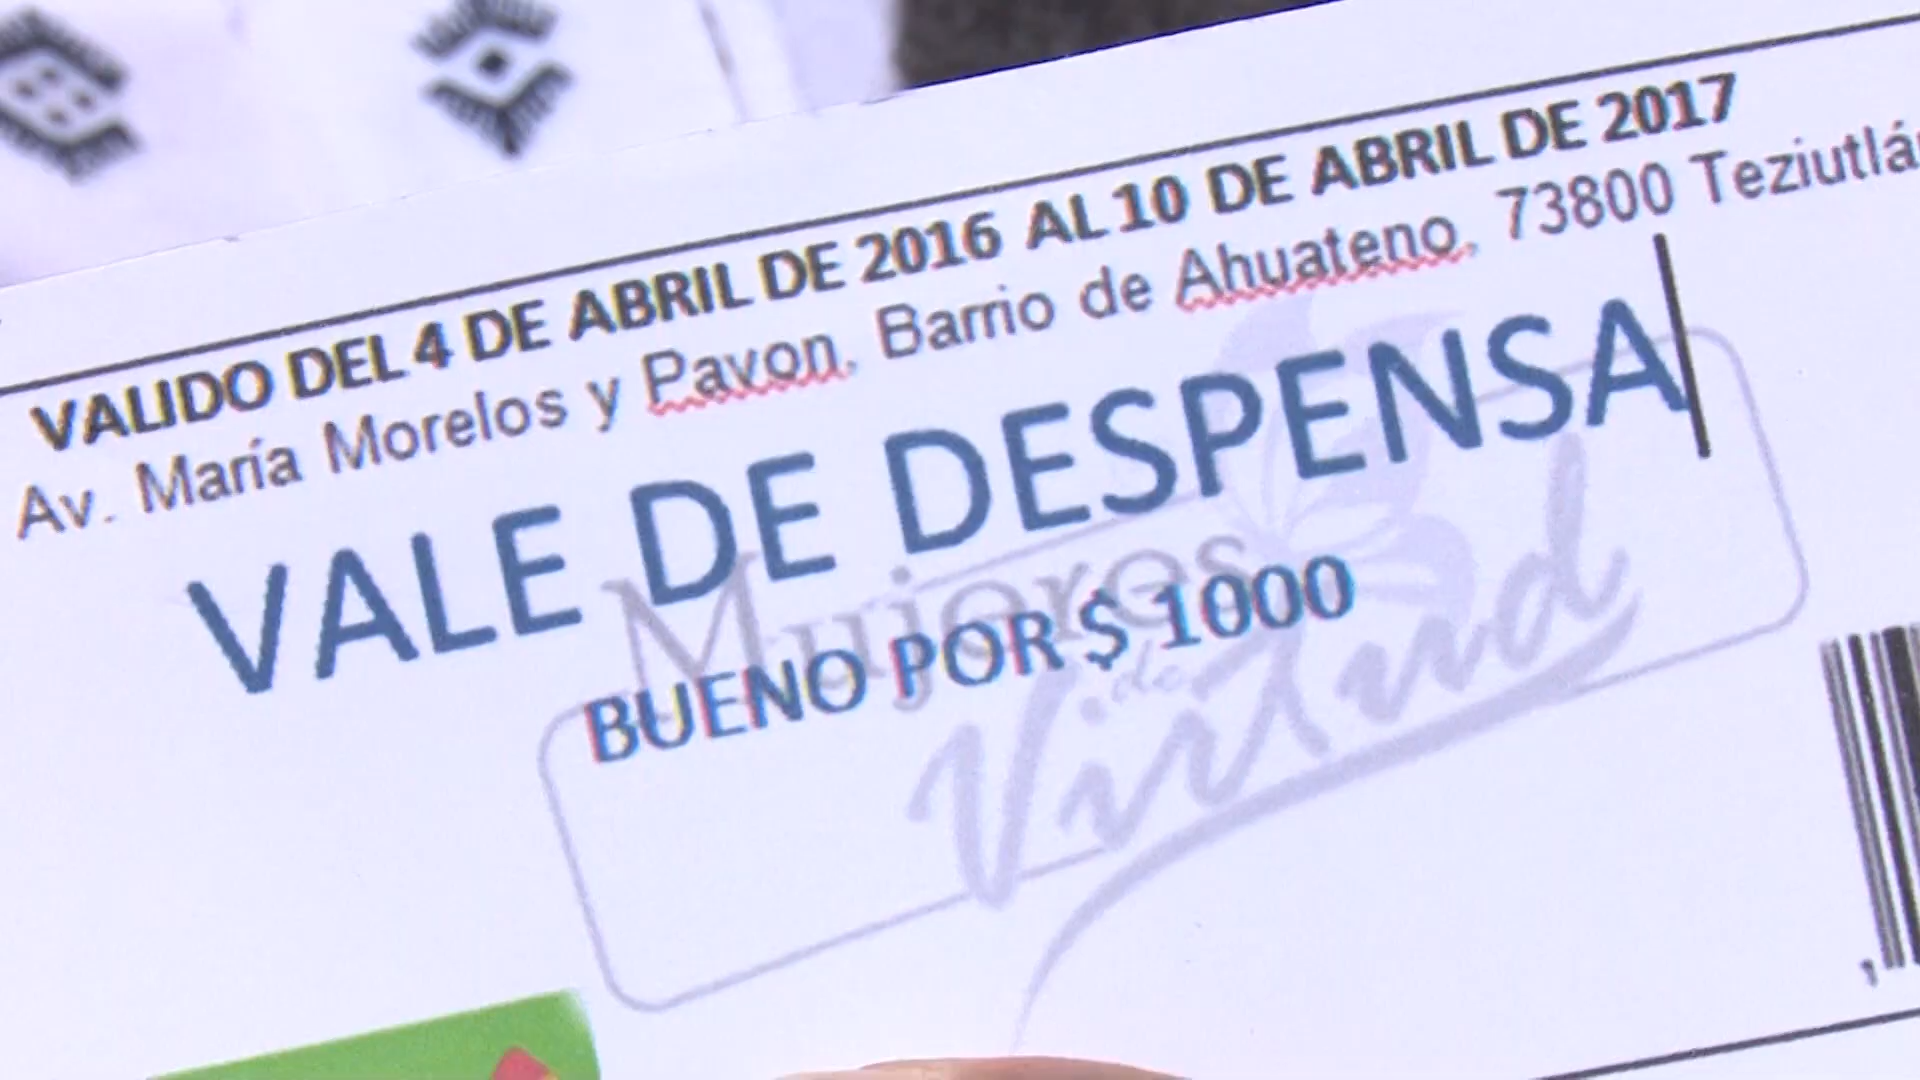 VALIDO DEL 4 DE ABRIL DE 2016 AL 10 DE ABRIL DE 2017
Av. María Morelos y Pavon, Barrio de Ahuateno, 73800 Teziutlá
VALE DE DESPENSA
Mujeres
BUENO POR $ 1000
de
Virtud